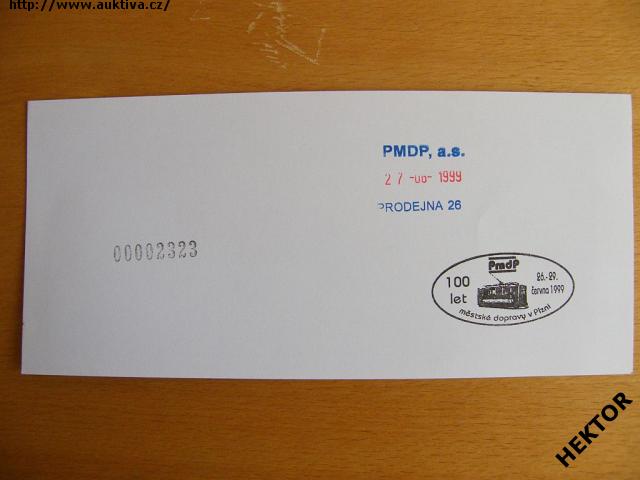 http://www.auktiva.cz/
PMDP, a.s.
27 -06- 1999
PRODEJNA 26
00002323
PmdP
100 let
26.-29. června 1999
městské dopravy v Plzni
HEKTOR